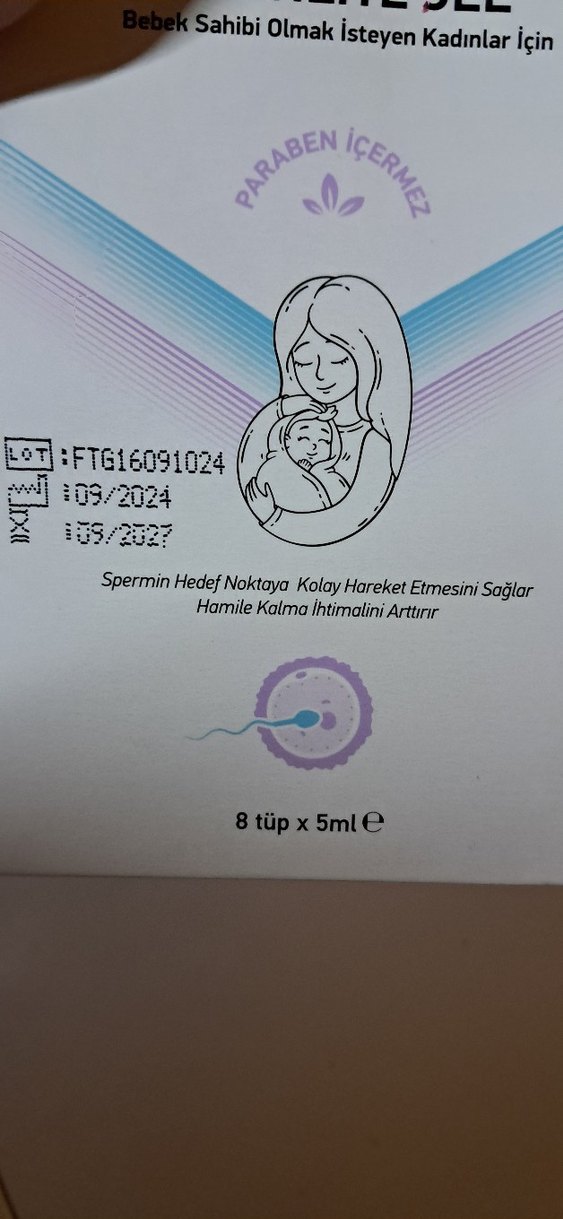 Bebek Sahibi Olmak İsteyen Kadınlar İçin
PARABEN İÇERMEZ
LOT :FTG16091024
:09/2024
:09/2027
Spermin Hedef Noktaya Kolay Hareket Etmesini Sağlar
Hamile Kalma İhtimalini Arttırır
8 tüp x 5ml ℮